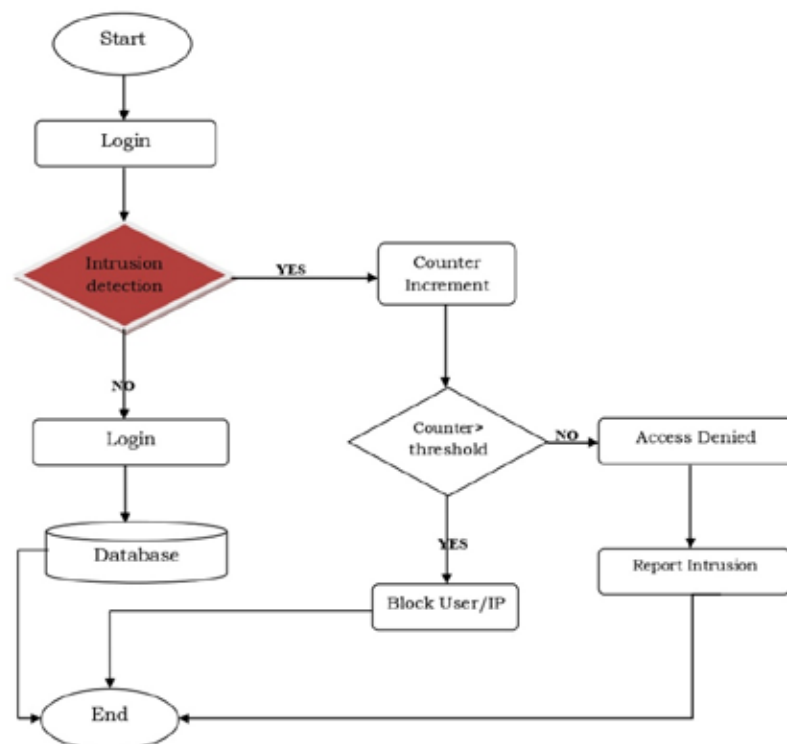 Start
Login
Intrusion
detection
YES
Counter
Increment
NO
Login
Counter>
threshold
NO
Access Denied
Database
YES
Report Intrusion
Block User/IP
End